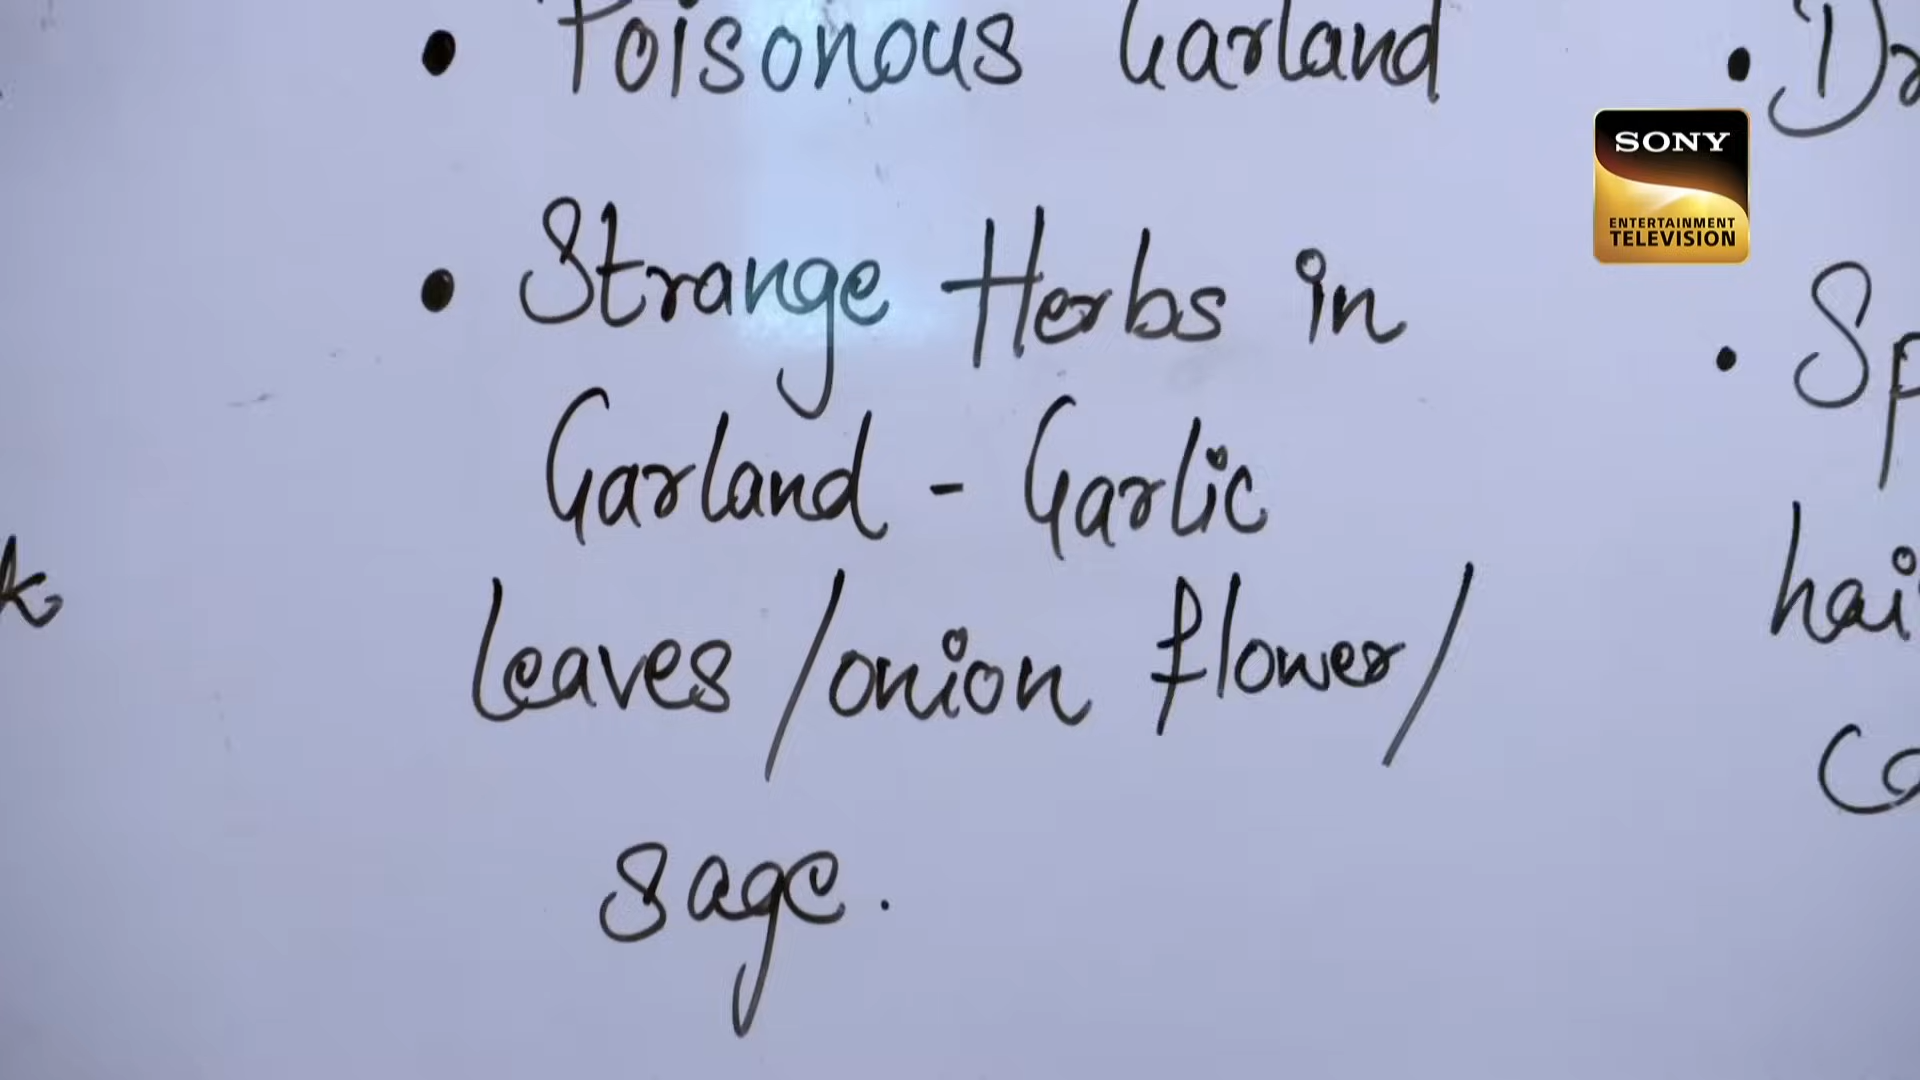 • Poisonous Garland
• Strange Herbs in
Garland - Garlic
leaves / onion flower /
sage.
SONY
ENTERTAINMENT
TELEVISION